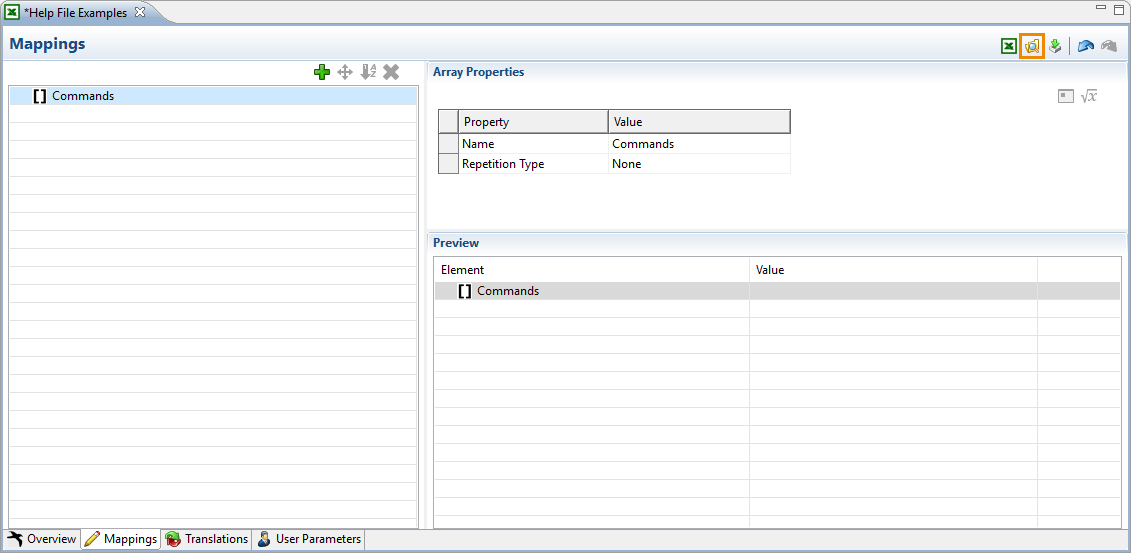 *Help File Examples
Mappings
[ ] Commands
Array Properties
Property Value
Name Commands
Repetition Type None
Preview
Element Value
[ ] Commands
Overview Mappings Translations User Parameters